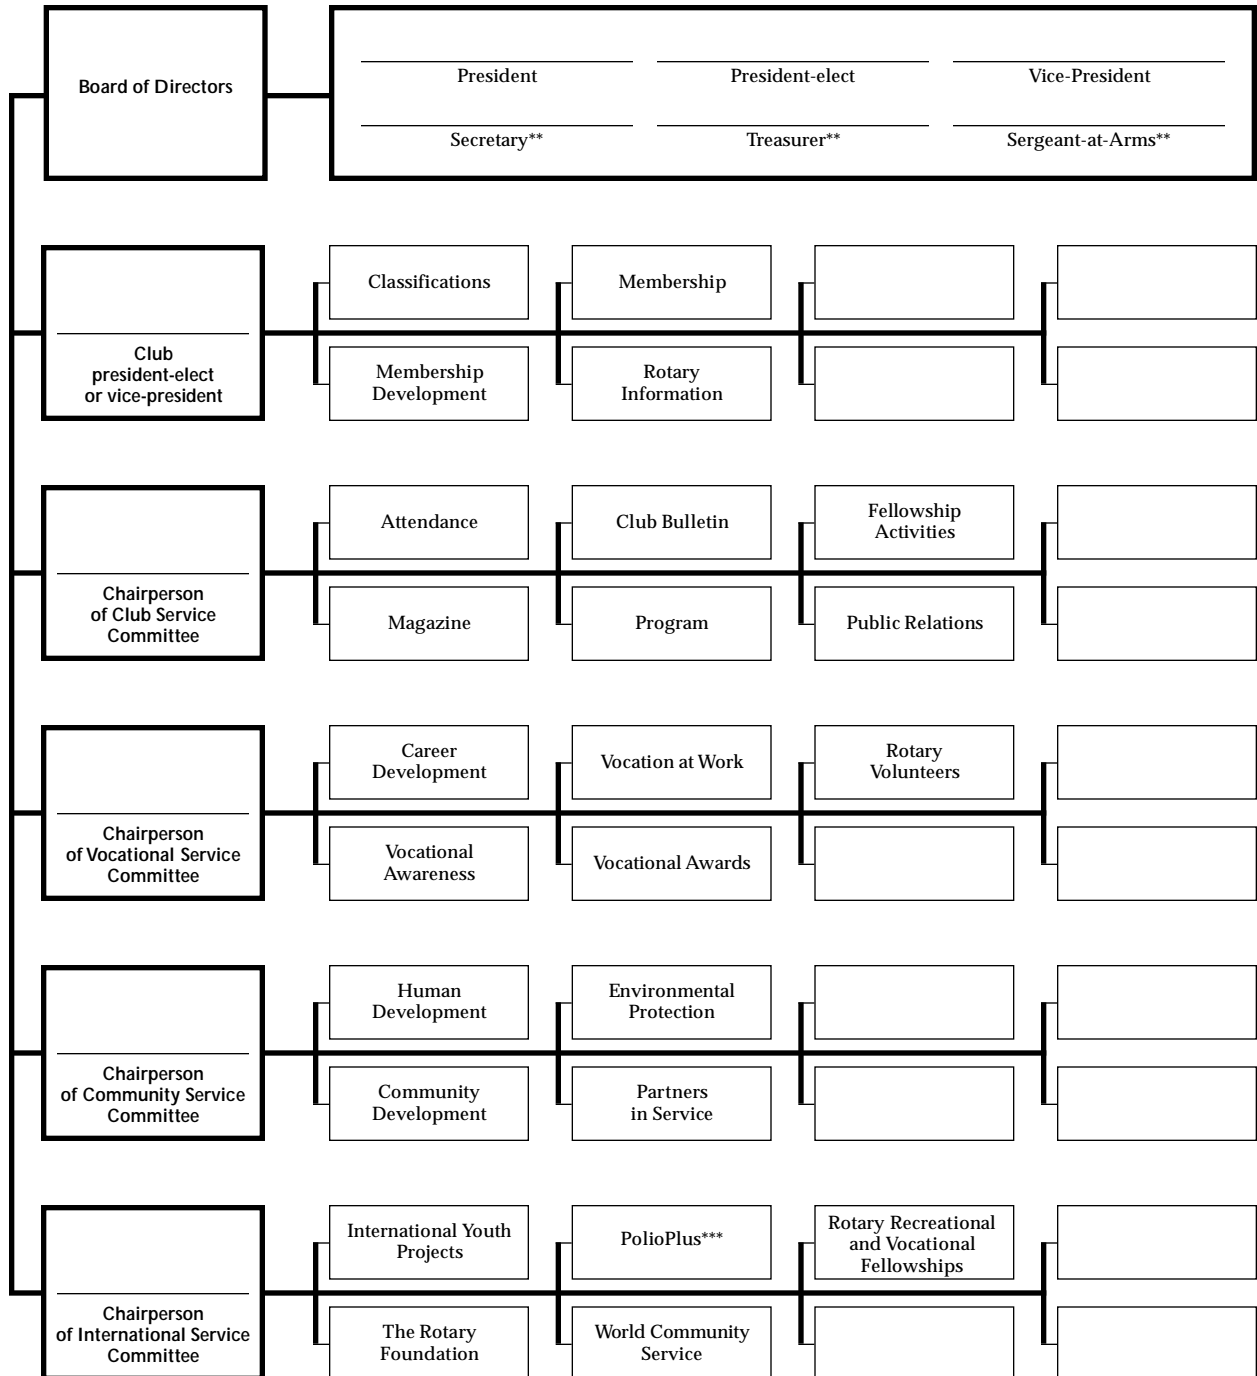 Board of Directors
President
President-elect
Vice-President
Secretary**
Treasurer**
Sergeant-at-Arms**
Club
president-elect
or vice-president
Classifications
Membership
Membership
Development
Rotary
Information
Chairperson
of Club Service
Committee
Attendance
Club Bulletin
Fellowship
Activities
Magazine
Program
Public Relations
Chairperson
of Vocational Service
Committee
Career
Development
Vocation at Work
Rotary
Volunteers
Vocational
Awareness
Vocational Awards
Chairperson
of Community Service
Committee
Human
Development
Environmental
Protection
Community
Development
Partners
in Service
Chairperson
of International Service
Committee
International Youth
Projects
PolioPlus***
Rotary Recreational
and Vocational
Fellowships
The Rotary
Foundation
World Community
Service